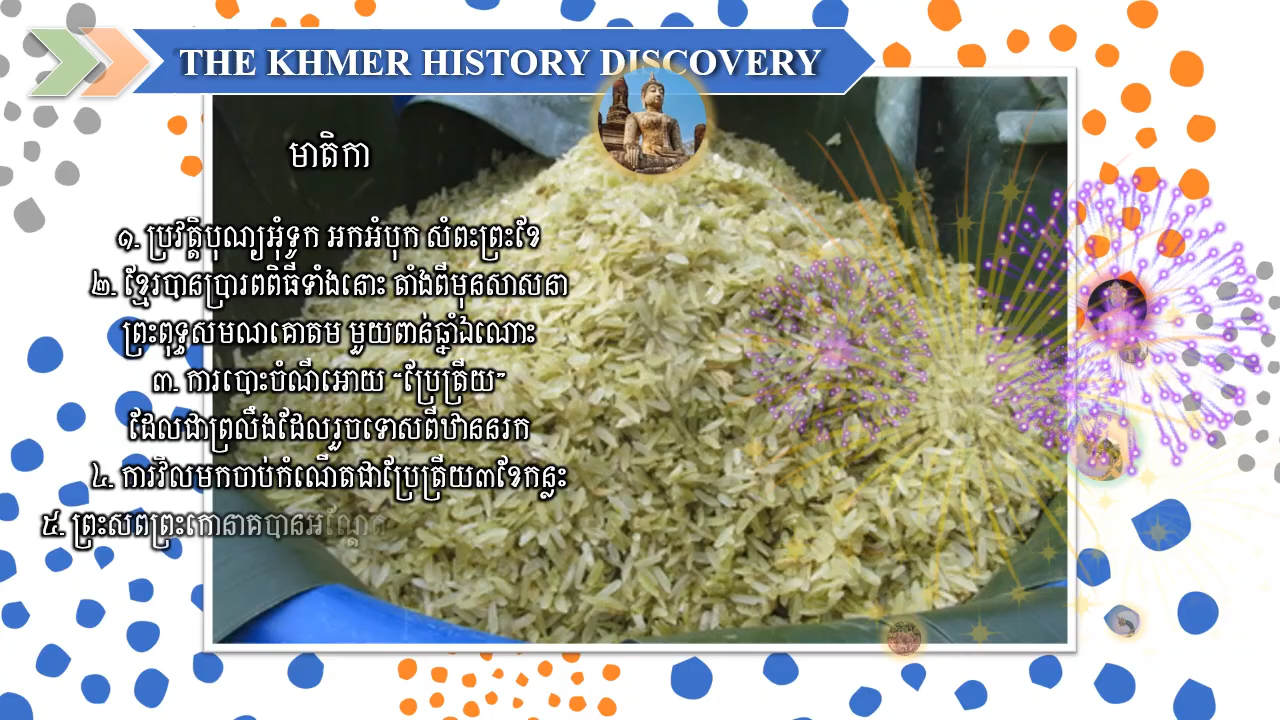 THE KHMER HISTORY DISCOVERY
មាតិកា
១. ប្រវត្តិបុណ្យអុំទូក អកអំបុក សំពះព្រះខែ
២. ខ្មែរបានប្រារព្ធពិធីទាំងនោះ តាំងពីមុនសាសនា
ព្រះពុទ្ធសមណគោតម មួយពាន់ឆ្នាំឯណោះ
៣. ការបោះបំណីអោយ “ប្រែត្រីយ”
ដែលជាព្រលឹងដែលរួចទោសពីឋាននរក
៤. ការវិលមកចាប់កំណើតជាប្រែត្រីយ៣ខែកន្លះ
៥. ព្រះសពព្រះកោនាគបានអណ្តែត